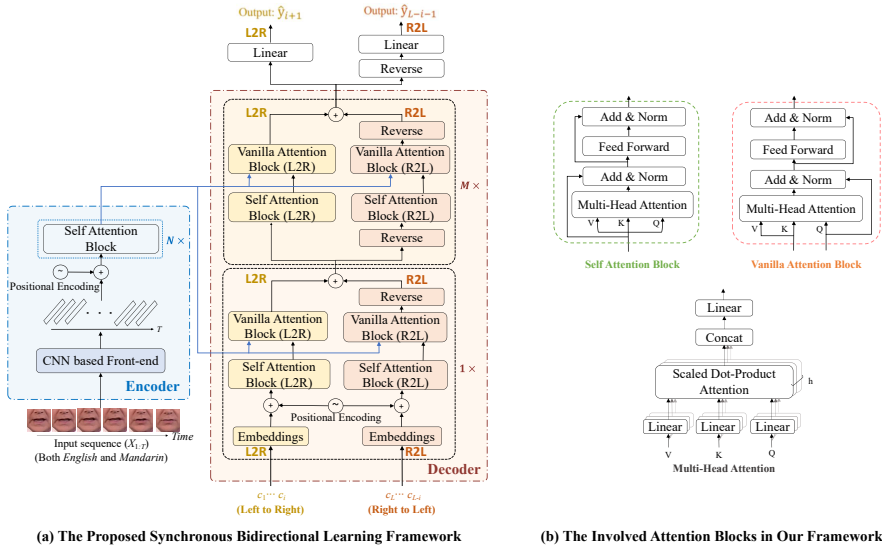 Output: ŷi+1
Output: ŷL−i−1
L2R
R2L
Linear
Linear
Reverse
L2R
R2L
Reverse
Vanilla Attention Block (L2R)
Vanilla Attention Block (R2L)
Self Attention Block (L2R)
Self Attention Block (R2L)
Reverse
M ×
L2R
R2L
Reverse
Vanilla Attention Block (L2R)
Vanilla Attention Block (R2L)
Self Attention Block (L2R)
Self Attention Block (R2L)
1 ×
Positional Encoding
Embeddings
Embeddings
L2R
R2L
Decoder
c1··· ci
(Left to Right)
cL··· cL-i
(Right to Left)
Self Attention Block
N ×
Positional Encoding
· · ·
T
CNN based Front-end
Encoder
Time
Input sequence (X1:T)
(Both English and Mandarin)
(a) The Proposed Synchronous Bidirectional Learning Framework
Add & Norm
Feed Forward
Add & Norm
Multi-Head Attention
V
K
Q
Self Attention Block
Add & Norm
Feed Forward
Add & Norm
Multi-Head Attention
V
K
Q
Vanilla Attention Block
Linear
Concat
Scaled Dot-Product Attention
h
Linear
Linear
Linear
V
K
Q
Multi-Head Attention
(b) The Involved Attention Blocks in Our Framework